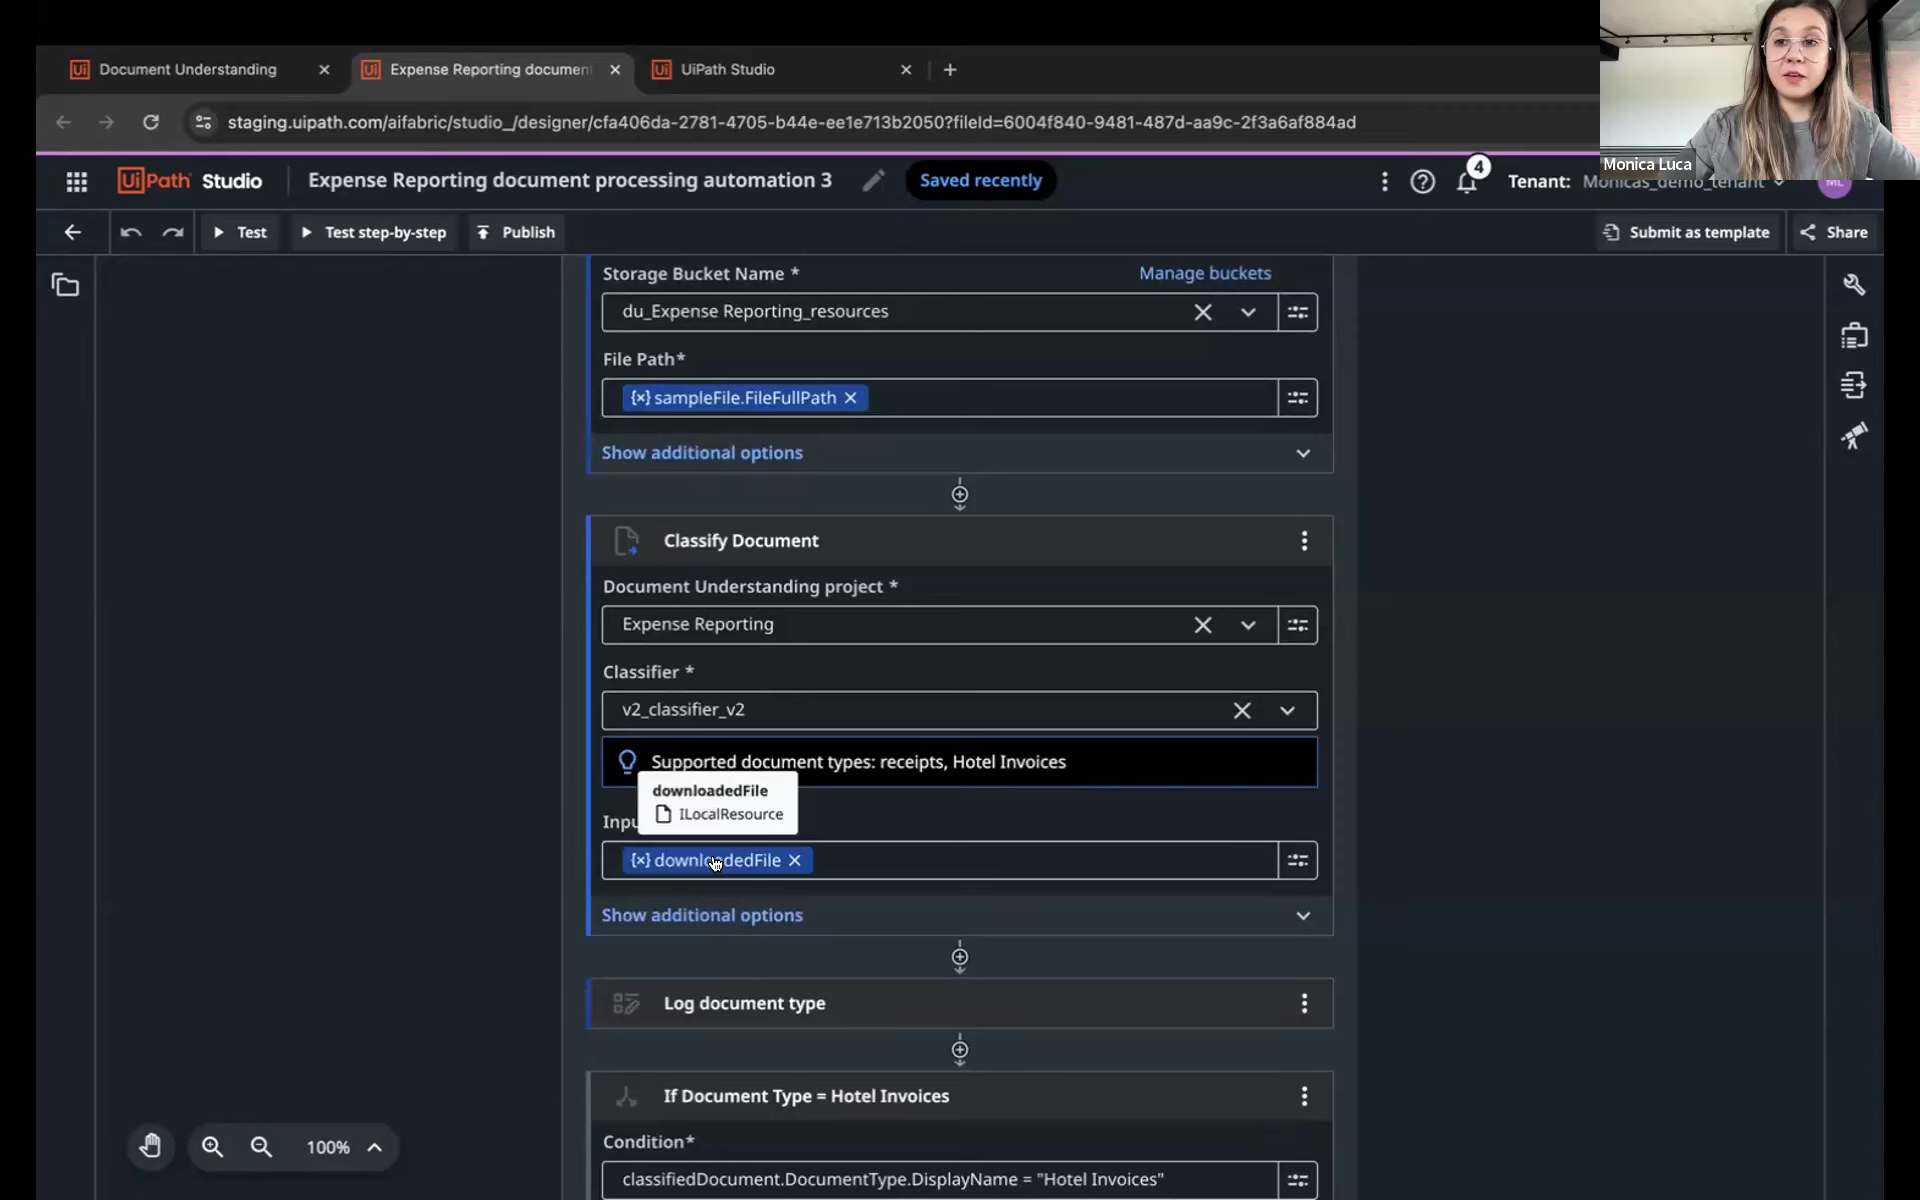 Document Understanding
Expense Reporting documen
UiPath Studio
staging.uipath.com/aifabric/studio_/designer/cfa406da-2781-4705-b44e-ee1e713b2050?fileId=6004f840-9481-487d-aa9c-2f3a6af884ad
Monica Luca
UiPath Studio
Expense Reporting document processing automation 3
Saved recently
4
Tenant: Monicas_demo_tenant
ML
Test
Test step-by-step
Publish
Submit as template
Share
Storage Bucket Name *
Manage buckets
du_Expense Reporting_resources
File Path*
{×} sampleFile.FileFullPath
Show additional options
Classify Document
Document Understanding project *
Expense Reporting
Classifier *
v2_classifier_v2
Supported document types: receipts, Hotel Invoices
downloadedFile
ILocalResource
Inpu
{×} downloadedFile
Show additional options
Log document type
If Document Type = Hotel Invoices
Condition*
classifiedDocument.DocumentType.DisplayName = "Hotel Invoices"
100%